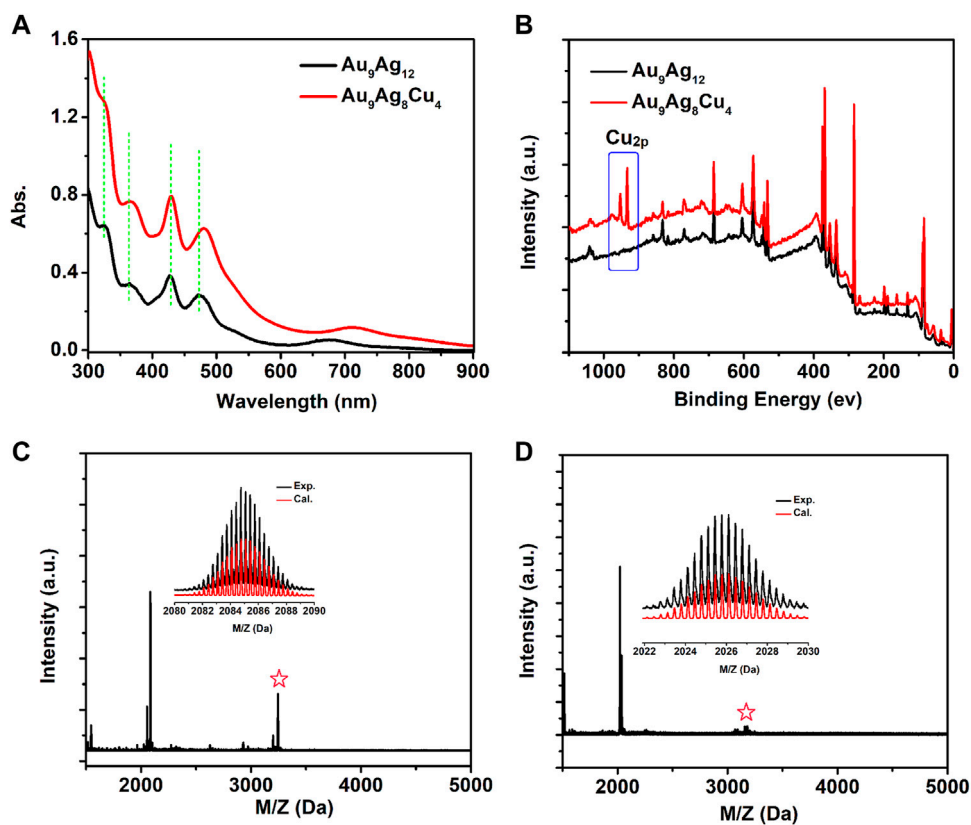 A
1.6
1.2
0.8
0.4
0.0
Abs.
Au₉Ag₁₂
Au₉Ag₈Cu₄
300 400 500 600 700 800 900
Wavelength (nm)
B
Intensity (a.u.)
Au₉Ag₁₂
Au₉Ag₈Cu₄
Cu₂ₚ
1000 800 600 400 200 0
Binding Energy (ev)
C
Intensity (a.u.)
Exp.
Cal.
2080 2082 2084 2086 2088 2090
M/Z (Da)
2000 3000 4000 5000
M/Z (Da)
D
Intensity (a.u.)
Exp.
Cal.
2022 2024 2026 2028 2030
M/Z (Da)
2000 3000 4000 5000
M/Z (Da)